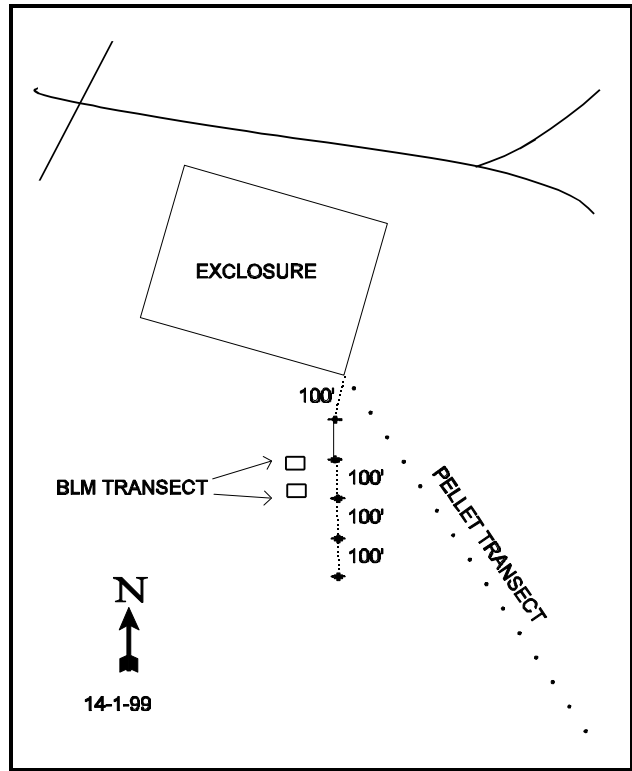 EXCLOSURE
100'
BLM TRANSECT
100'
100'
100'
PELLET TRANSECT
N
14-1-99